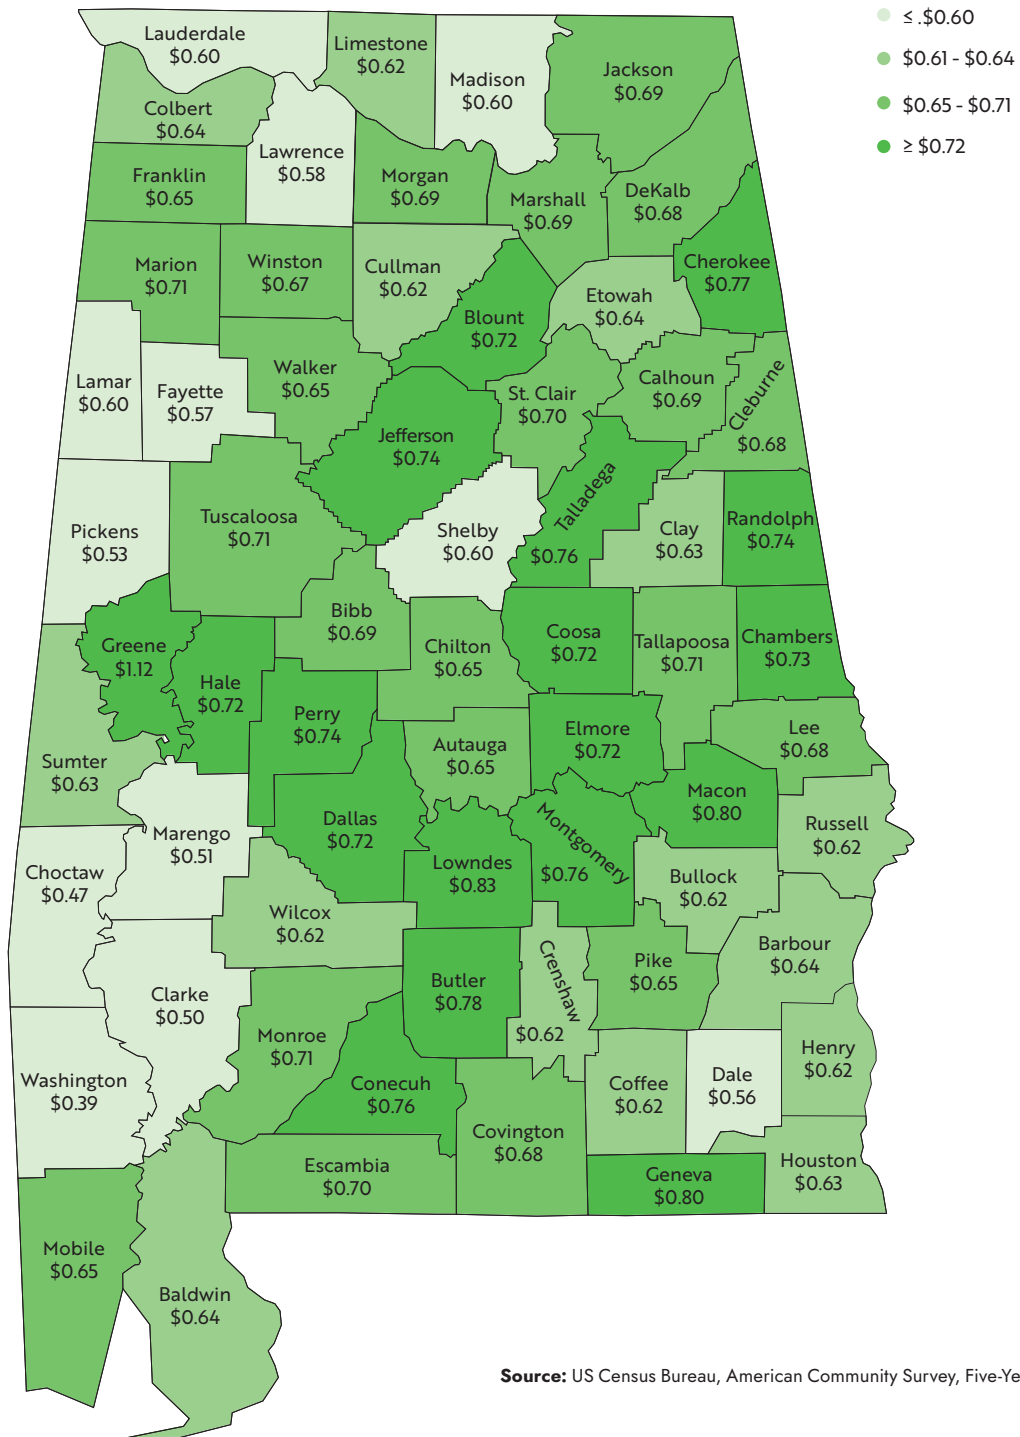 ≤ .$0.60
$0.61 - $0.64
$0.65 - $0.71
≥ $0.72
Lauderdale
$0.60
Limestone
$0.62
Madison
$0.60
Jackson
$0.69
Colbert
$0.64
Lawrence
$0.58
Franklin
$0.65
Morgan
$0.69
Marshall
$0.69
DeKalb
$0.68
Cherokee
$0.77
Marion
$0.71
Winston
$0.67
Cullman
$0.62
Etowah
$0.64
Blount
$0.72
Lamar
$0.60
Fayette
$0.57
Walker
$0.65
St. Clair
$0.70
Calhoun
$0.69
Cleburne
$0.68
Jefferson
$0.74
Pickens
$0.53
Tuscaloosa
$0.71
Shelby
$0.60
Talladega
$0.76
Clay
$0.63
Randolph
$0.74
Bibb
$0.69
Greene
$1.12
Hale
$0.72
Chilton
$0.65
Coosa
$0.72
Tallapoosa
$0.71
Chambers
$0.73
Perry
$0.74
Elmore
$0.72
Lee
$0.68
Sumter
$0.63
Autauga
$0.65
Macon
$0.80
Marengo
$0.51
Dallas
$0.72
Lowndes
$0.83
Montgomery
$0.76
Russell
$0.62
Choctaw
$0.47
Bullock
$0.62
Wilcox
$0.62
Barbour
$0.64
Clarke
$0.50
Butler
$0.78
Crenshaw
$0.62
Pike
$0.65
Monroe
$0.71
Henry
$0.62
Washington
$0.39
Conecuh
$0.76
Coffee
$0.62
Dale
$0.56
Covington
$0.68
Escambia
$0.70
Geneva
$0.80
Houston
$0.63
Mobile
$0.65
Baldwin
$0.64
Source: US Census Bureau, American Community Survey, Five-Ye